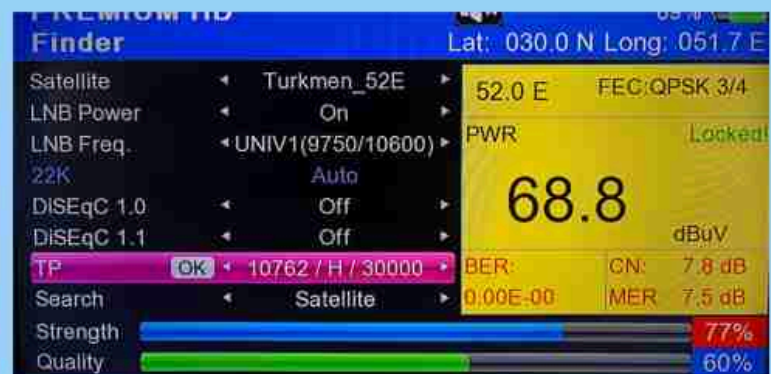 PREMIUM HD
Finder
Lat: 030.0 N Long: 051.7 E
Satellite Turkmen_52E
LNB Power On
LNB Freq. UNIV1(9750/10600)
22K Auto
DiSEqC 1.0 Off
DiSEqC 1.1 Off
TP OK 10762 / H / 30000
Search Satellite
52.0 E FEC:QPSK 3/4
PWR Locked!
68.8
dBuV
BER: CN: 7.8 dB
0.00E-00 MER 7.5 dB
Strength 77%
Quality 60%